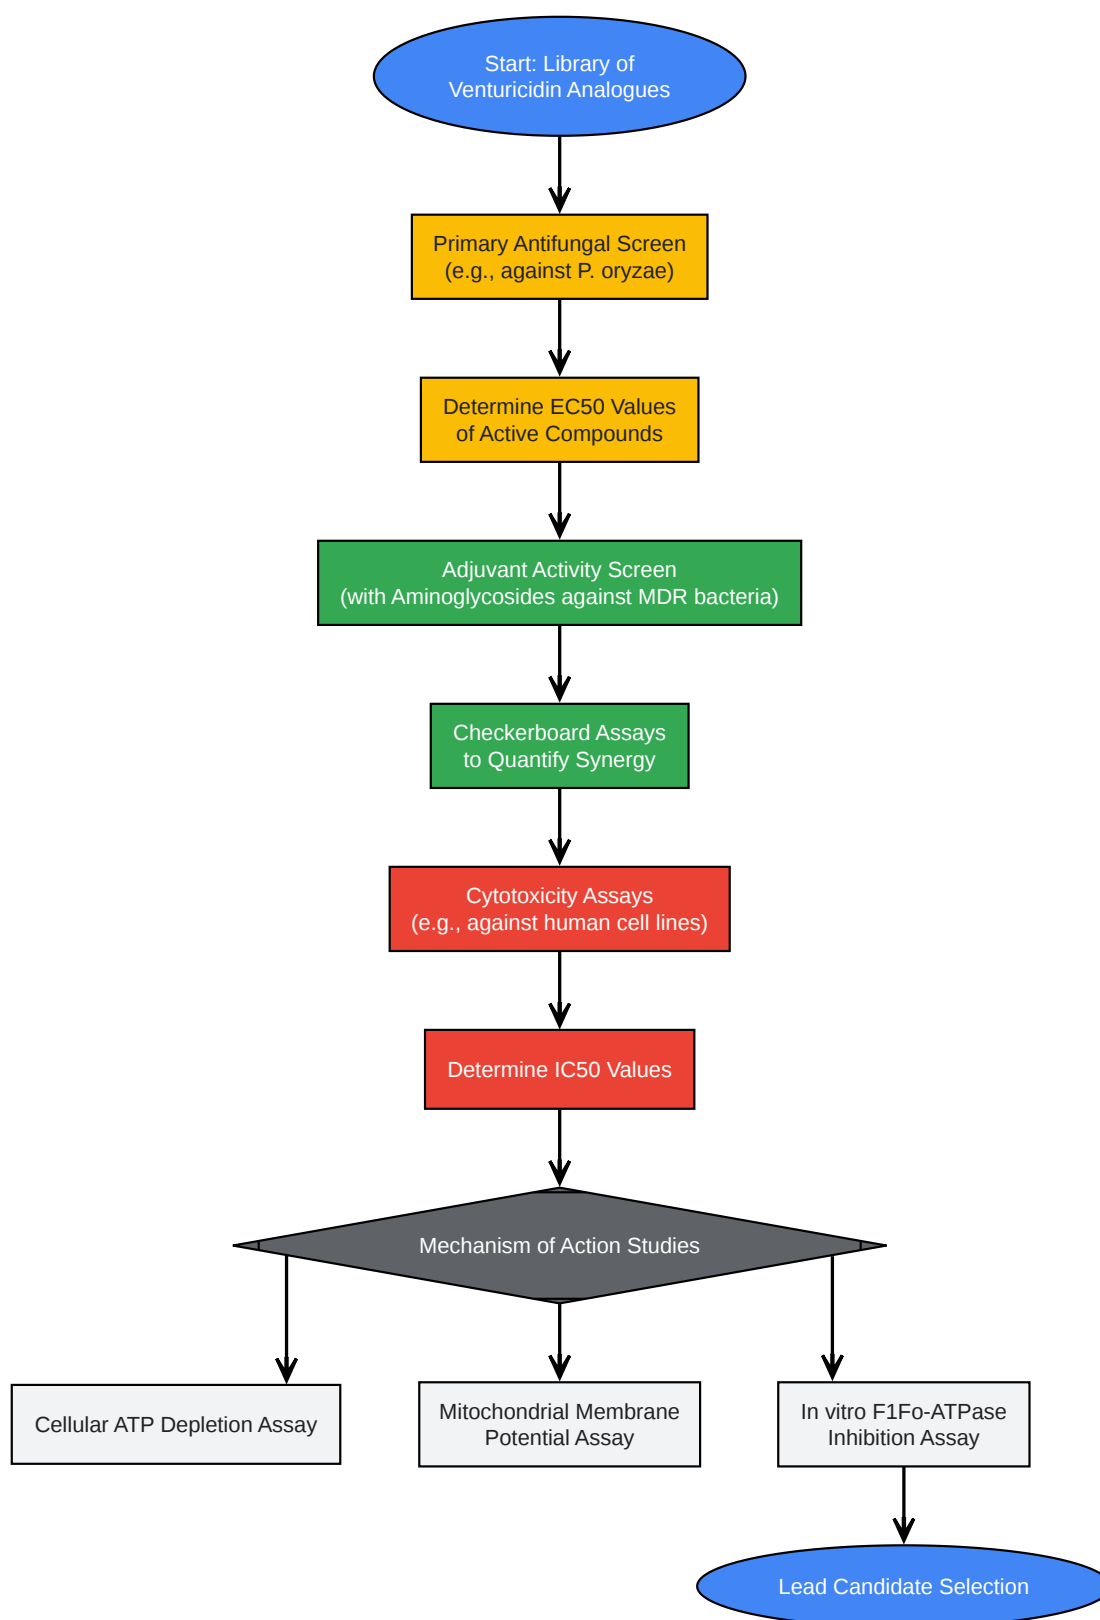 Start: Library of
Venturicidin Analogues
Primary Antifungal Screen
(e.g., against P. oryzae)
Determine EC50 Values
of Active Compounds
Adjuvant Activity Screen
(with Aminoglycosides against MDR bacteria)
Checkerboard Assays
to Quantify Synergy
Cytotoxicity Assays
(e.g., against human cell lines)
Determine IC50 Values
Mechanism of Action Studies
Cellular ATP Depletion Assay
Mitochondrial Membrane
Potential Assay
In vitro F1Fo-ATPase
Inhibition Assay
Lead Candidate Selection